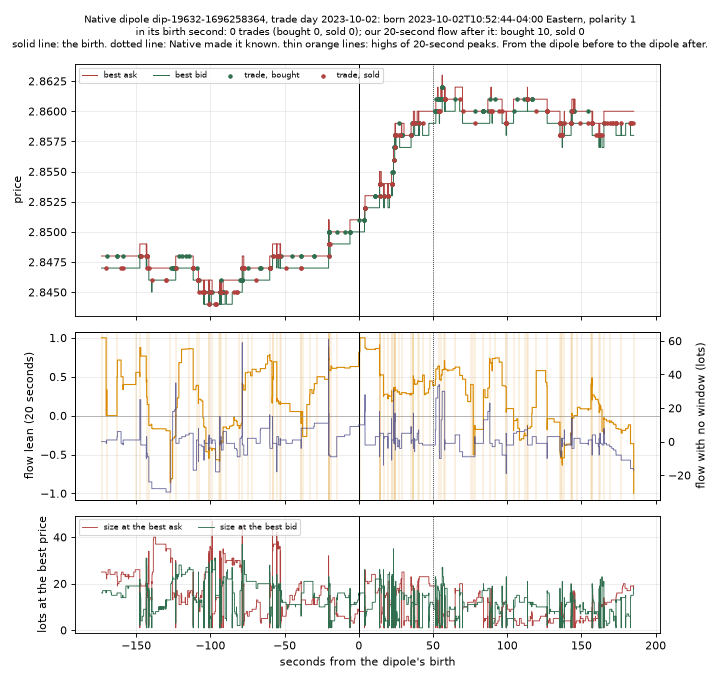 Native dipole dip-19632-1696258364, trade day 2023-10-02: born 2023-10-02T10:52:44-04:00 Eastern, polarity 1
in its birth second: 0 trades (bought 0, sold 0); our 20-second flow after it: bought 10, sold 0
solid line: the birth. dotted line: Native made it known. thin orange lines: highs of 20-second peaks. From the dipole before to the dipole after.
best ask
best bid
trade, bought
trade, sold
2.8625
2.8600
2.8575
2.8550
2.8525
2.8500
2.8475
2.8450
price
1.0
0.5
0.0
−0.5
−1.0
flow lean (20 seconds)
60
40
20
0
−20
flow with no window (lots)
size at the best ask
size at the best bid
40
20
0
lots at the best price
−150
−100
−50
0
50
100
150
200
seconds from the dipole's birth